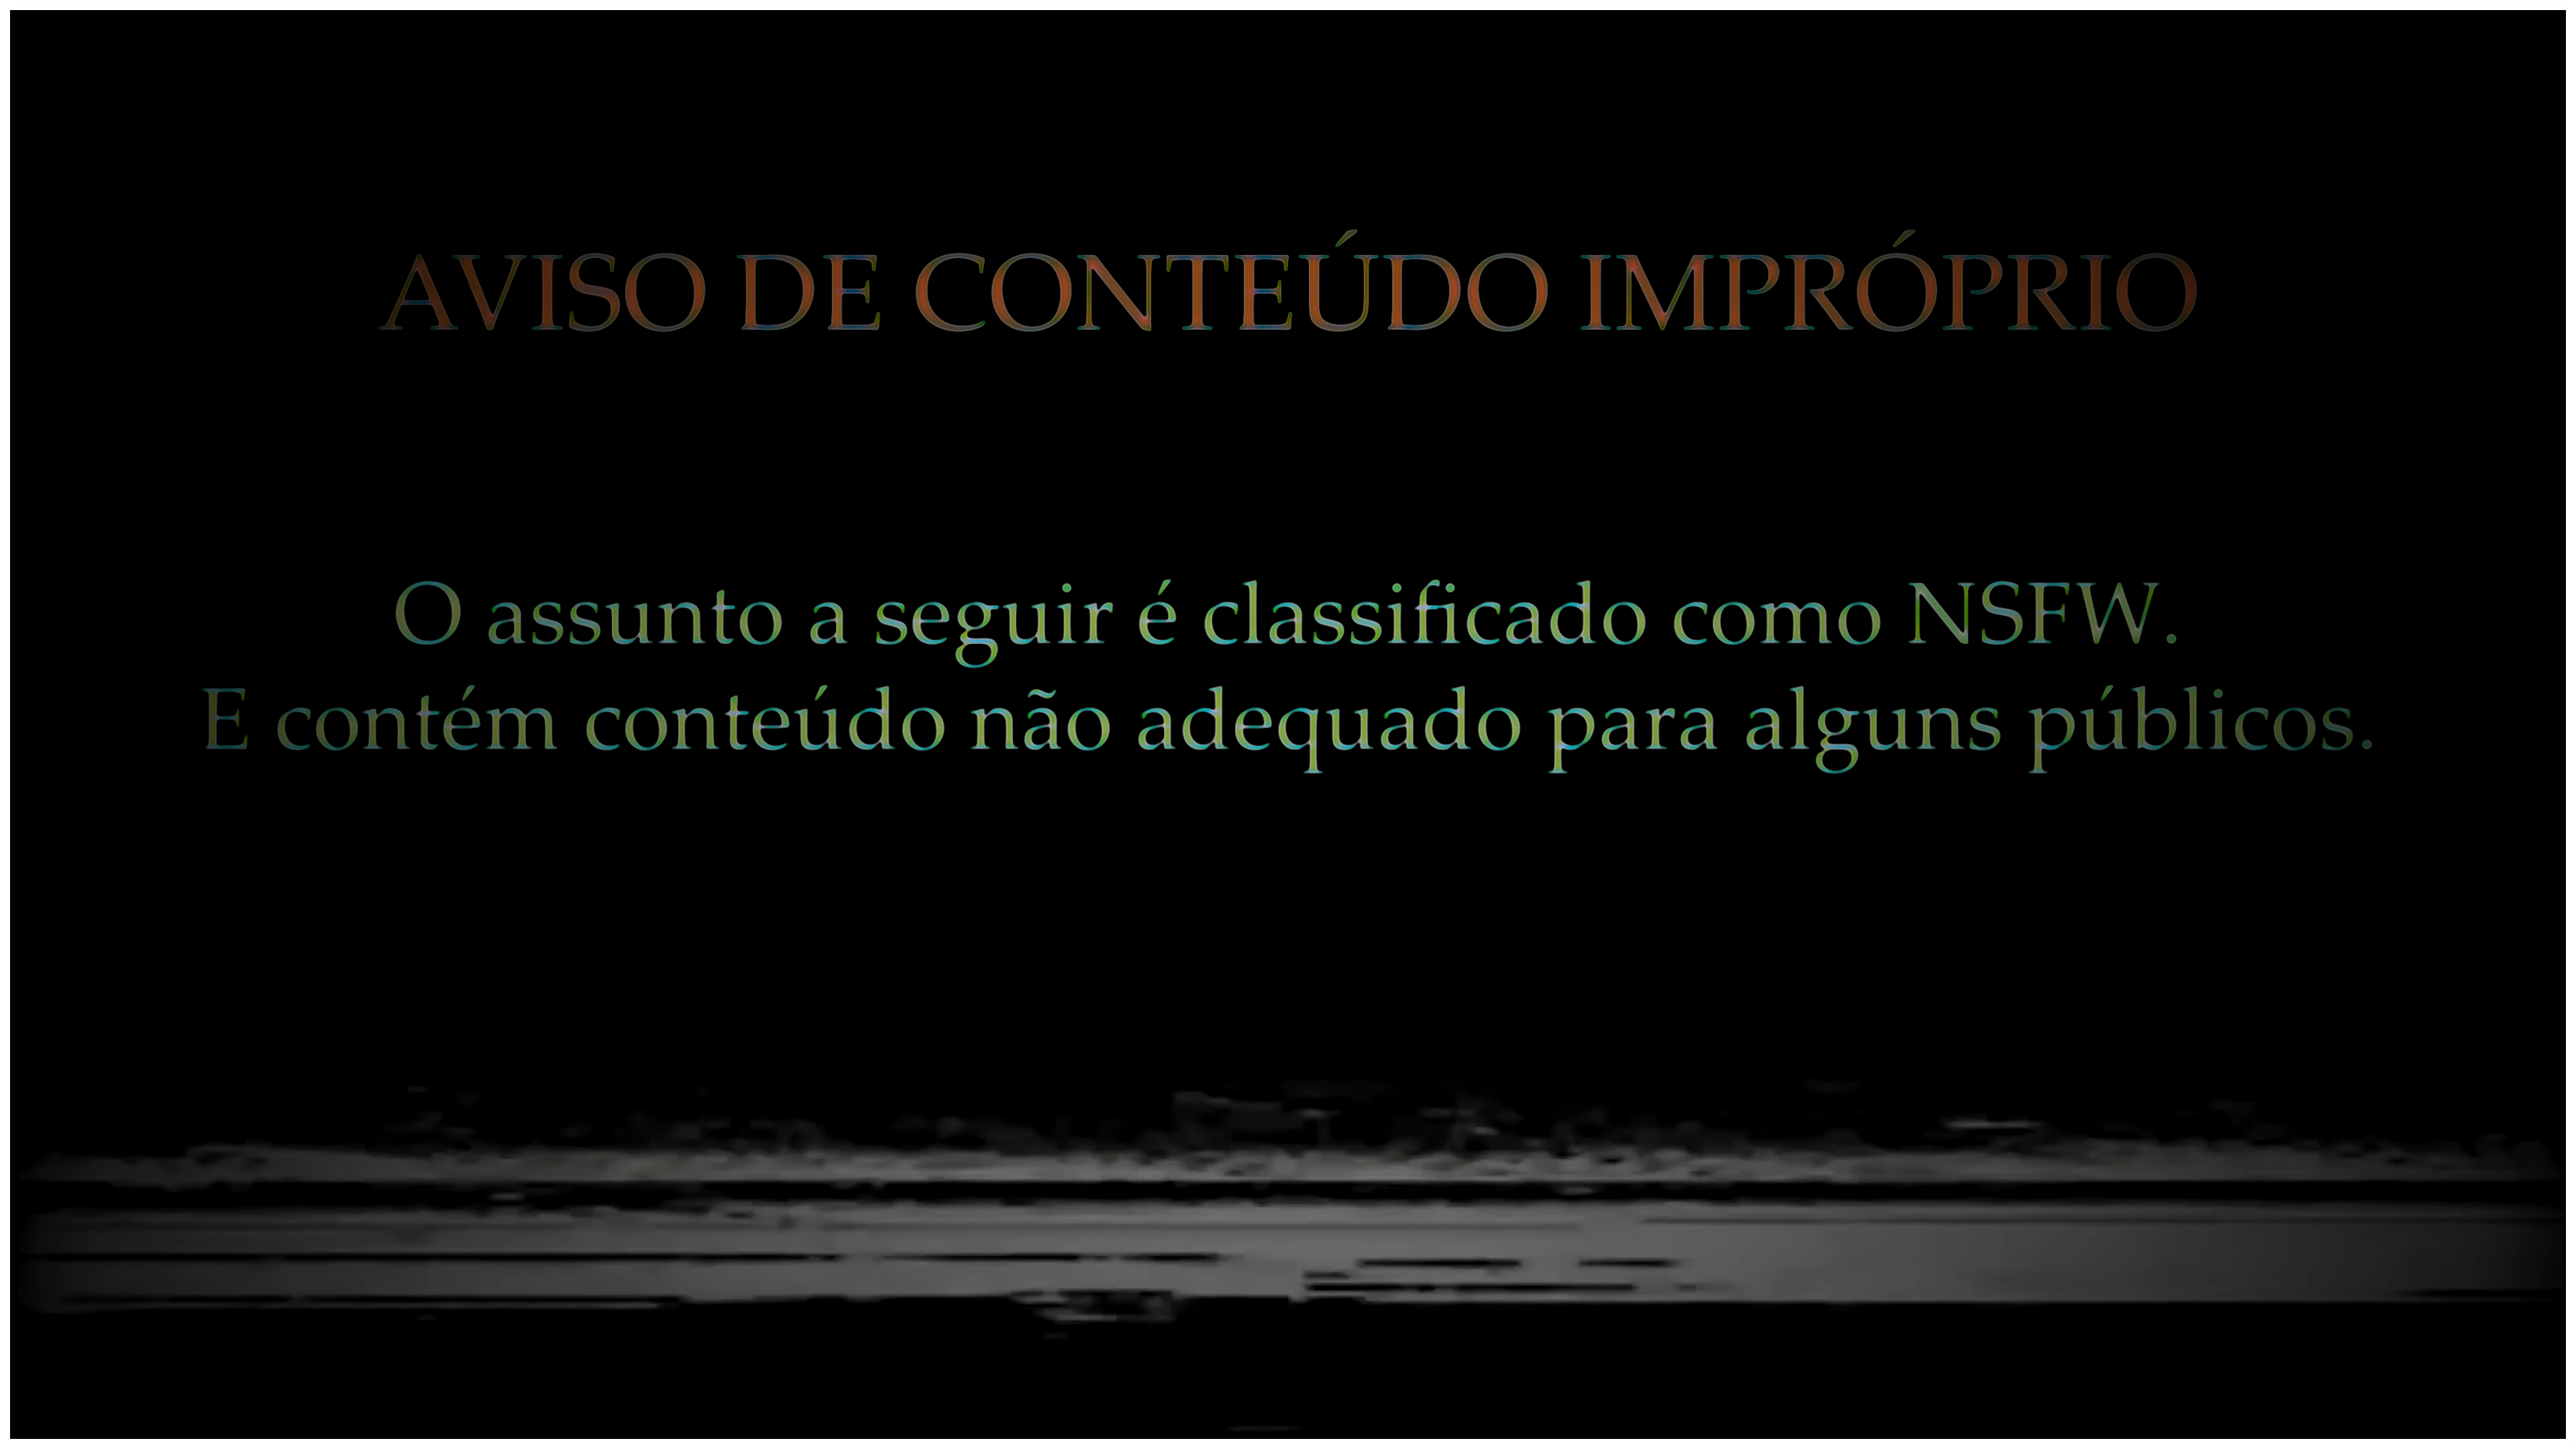 AVISO DE CONTEÚDO IMPRÓPRIO
O assunto a seguir é classificado como NSFW.
E contém conteúdo não adequado para alguns públicos.